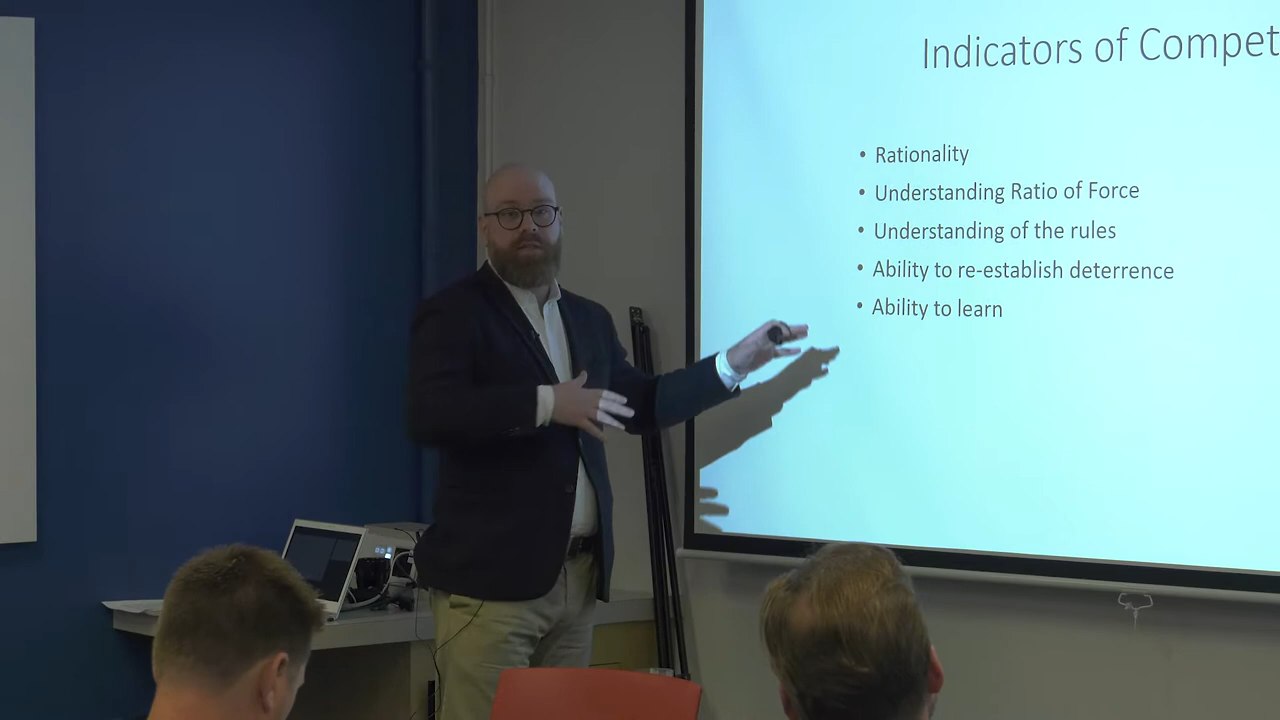 Indicators of Compet
• Rationality
• Understanding Ratio of Force
• Understanding of the rules
• Ability to re-establish deterrence
• Ability to learn